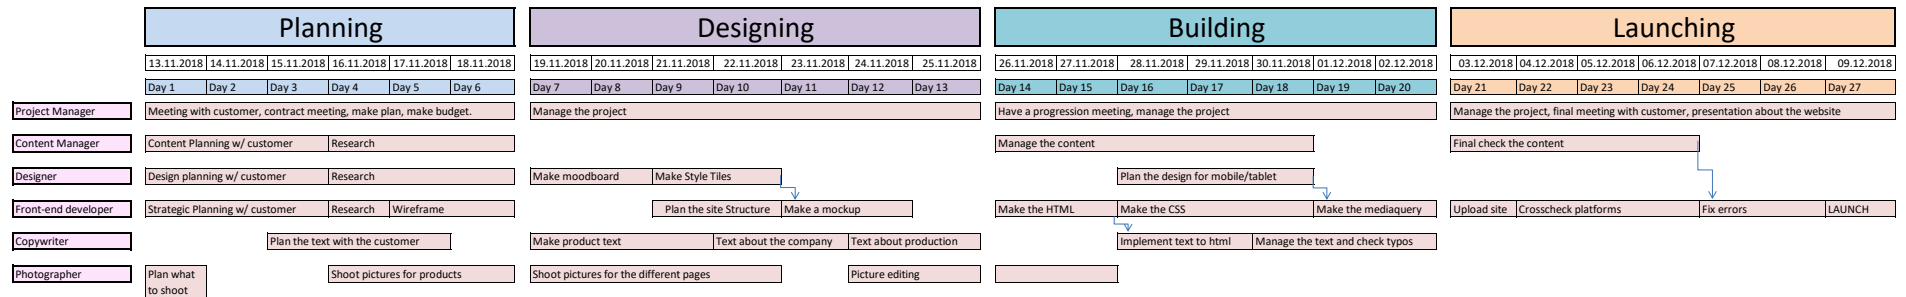 Planning Designing Building Launching
13.11.2018 14.11.2018 15.11.2018 16.11.2018 17.11.2018 18.11.2018 19.11.2018 20.11.2018 21.11.2018 22.11.2018 23.11.2018 24.11.2018 25.11.2018 26.11.2018 27.11.2018 28.11.2018 29.11.2018 30.11.2018 01.12.2018 02.12.2018 03.12.2018 04.12.2018 05.12.2018 06.12.2018 07.12.2018 08.12.2018 09.12.2018
Day 1 Day 2 Day 3 Day 4 Day 5 Day 6 Day 7 Day 8 Day 9 Day 10 Day 11 Day 12 Day 13 Day 14 Day 15 Day 16 Day 17 Day 18 Day 19 Day 20 Day 21 Day 22 Day 23 Day 24 Day 25 Day 26 Day 27
Project Manager Meeting with customer, contract meeting, make plan, make budget. Manage the project Have a progression meeting, manage the project Manage the project, final meeting with customer, presentation about the website
Content Manager Content Planning w/ customer Research Manage the content Final check the content
Designer Design planning w/ customer Research Make moodboard Make Style Tiles Plan the design for mobile/tablet
Front-end developer Strategic Planning w/ customer Research Wireframe Plan the site Structure Make a mockup Make the HTML Make the CSS Make the mediaquery Upload site Crosscheck platforms Fix errors LAUNCH
Copywriter Plan the text with the customer Make product text Text about the company Text about production Implement text to html Manage the text and check typos
Photographer Plan what Shoot pictures for products Shoot pictures for the different pages Picture editing
to shoot